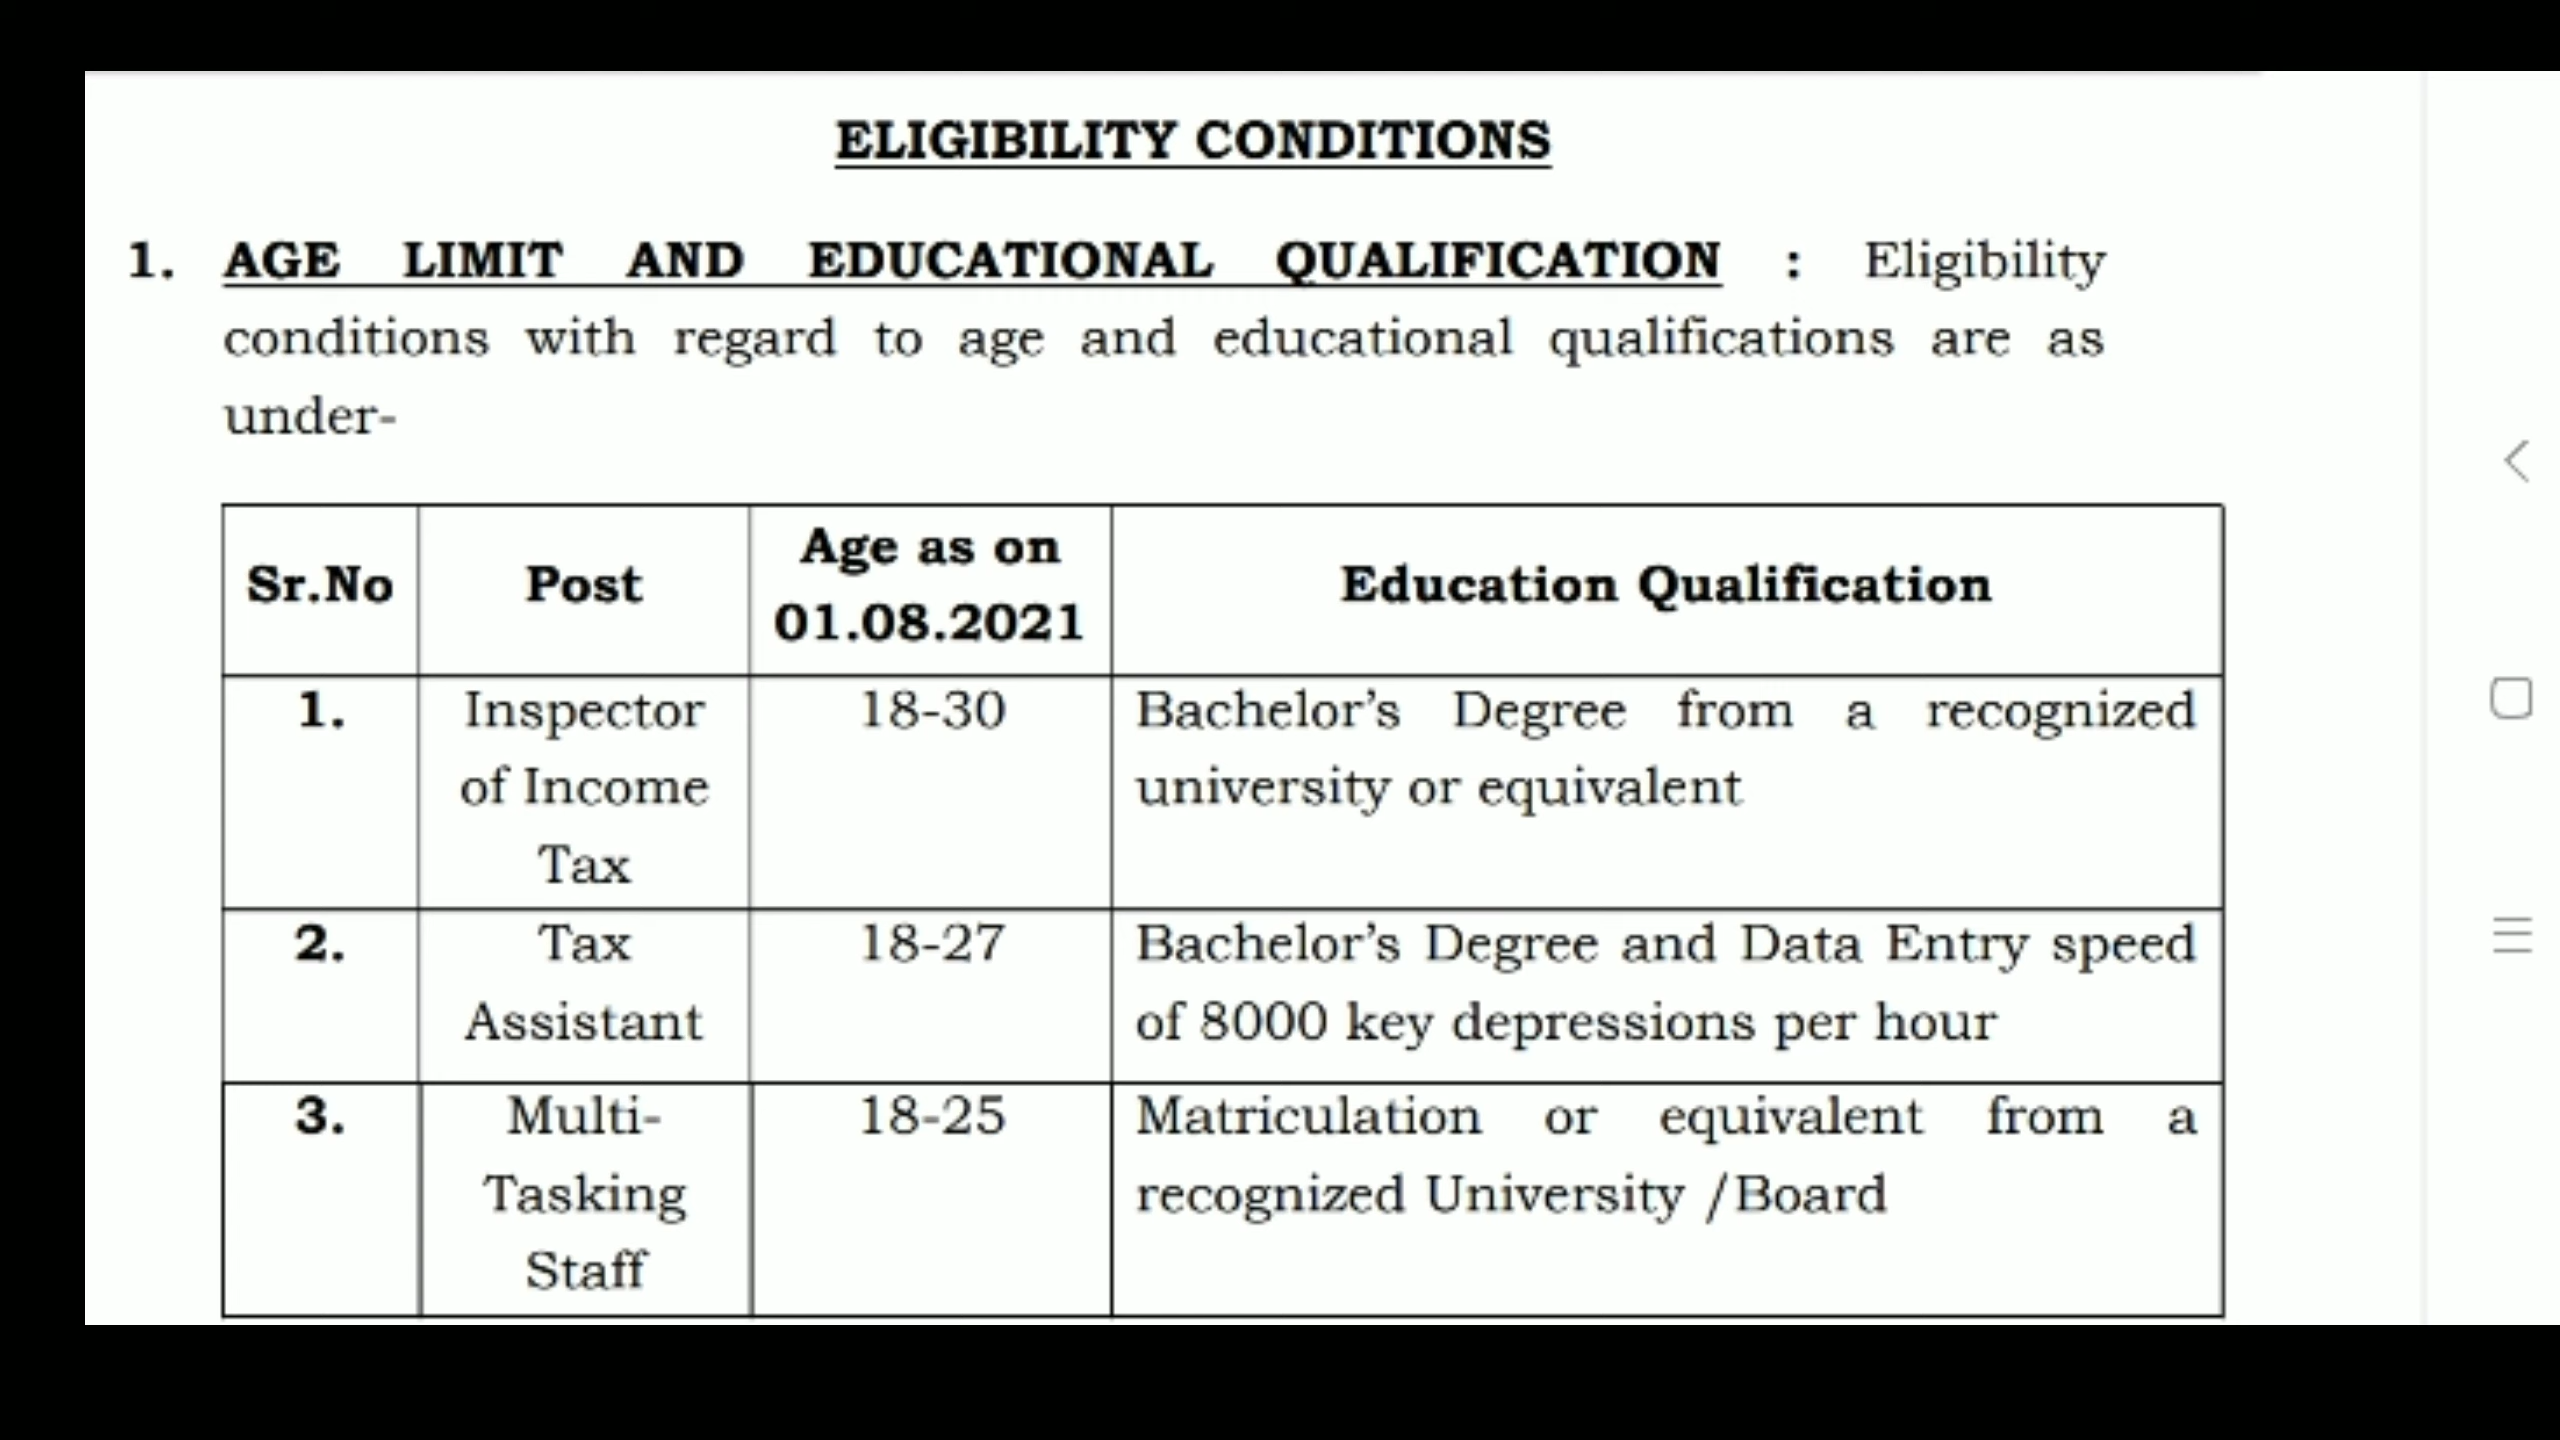 ELIGIBILITY CONDITIONS
1. AGE LIMIT AND EDUCATIONAL QUALIFICATION : Eligibility
conditions with regard to age and educational qualifications are as
under-
Sr.No Post Age as on 01.08.2021 Education Qualification
1. Inspector 18-30 Bachelor's Degree from a recognized
of Income university or equivalent
Tax
2. Tax 18-27 Bachelor's Degree and Data Entry speed
Assistant of 8000 key depressions per hour
3. Multi- 18-25 Matriculation or equivalent from a
Tasking recognized University /Board
Staff